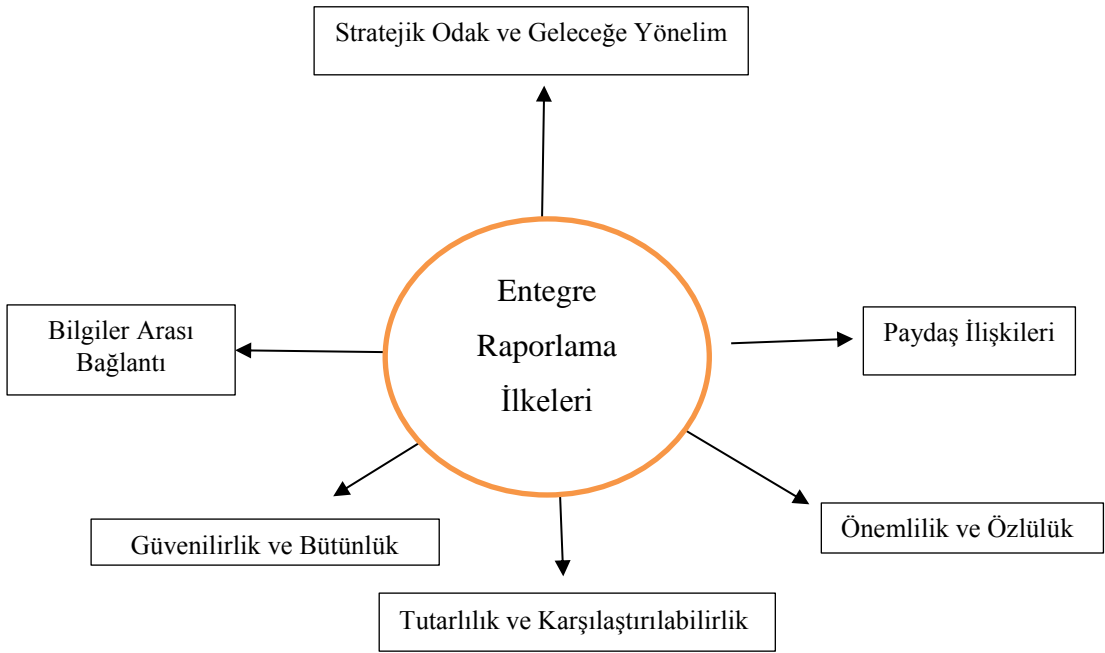 Stratejik Odak ve Geleceğe Yönelim
Entegre
Raporlama
İlkeleri
Bilgiler Arası
Bağlantı
Paydaş İlişkileri
Güvenilirlik ve Bütünlük
Önemlilik ve Özlülük
Tutarlılık ve Karşılaştırılabilirlik